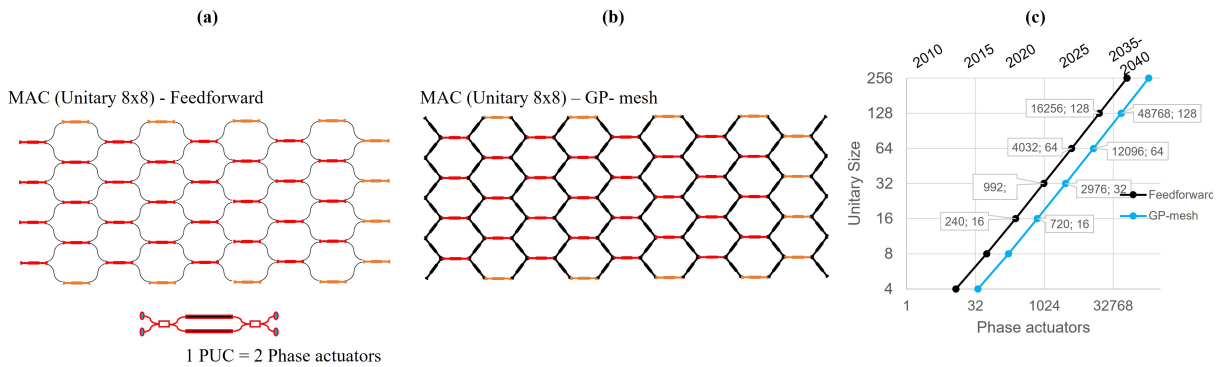 (a)
(b)
(c)
MAC (Unitary 8x8) - Feedforward
1 PUC = 2 Phase actuators
MAC (Unitary 8x8) – GP- mesh
2010
2015
2020
2025
2035-
2040
Unitary Size
256
128
64
32
16
8
4
16256; 128
48768; 128
4032; 64
12096; 64
992;
2976; 32
240; 16
720; 16
Feedforward
GP-mesh
1
32
1024
32768
Phase actuators